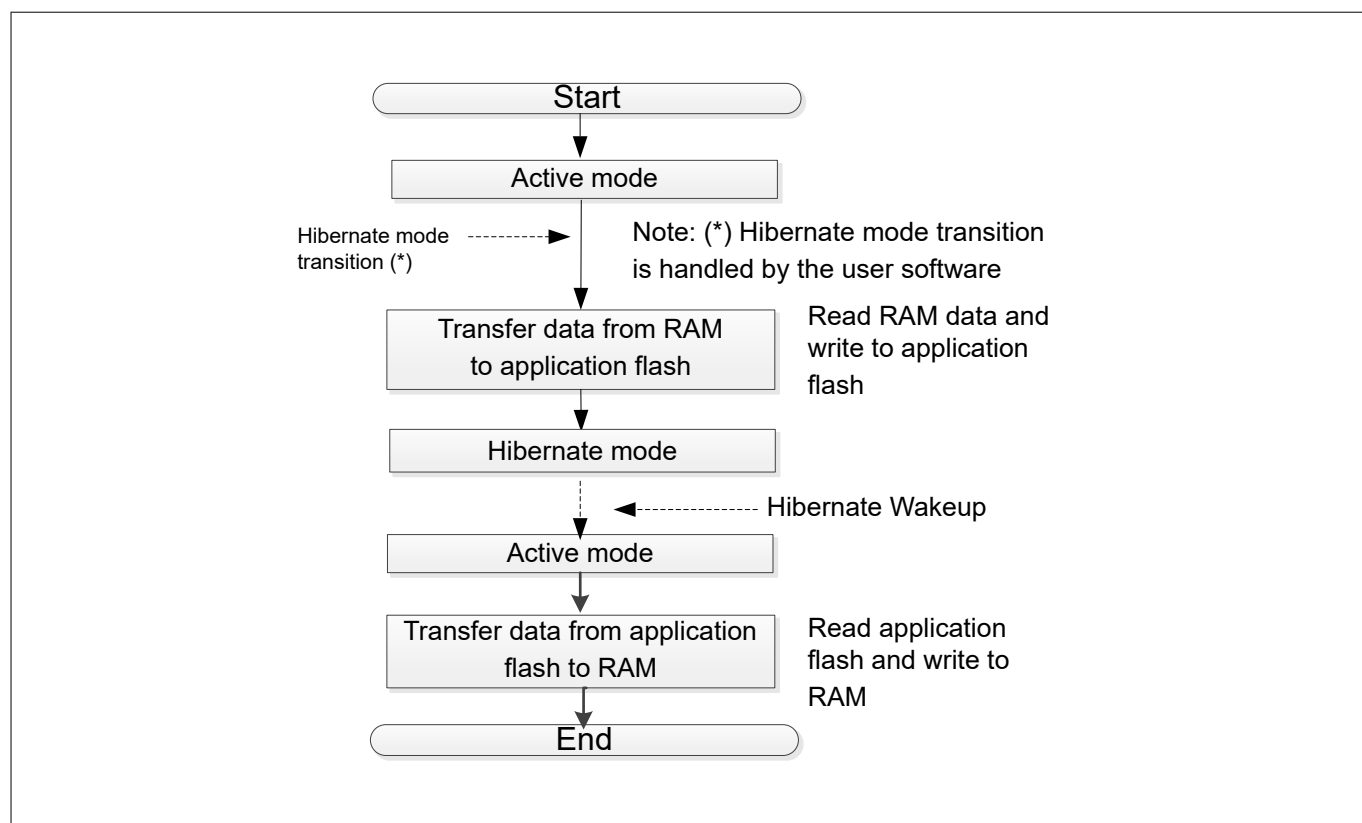 Start
Active mode
Hibernate mode
transition (*)
Note: (*) Hibernate mode transition
is handled by the user software
Transfer data from RAM
to application flash
Read RAM data and
write to application
flash
Hibernate mode
Hibernate Wakeup
Active mode
Transfer data from application
flash to RAM
Read application
flash and write to
RAM
End